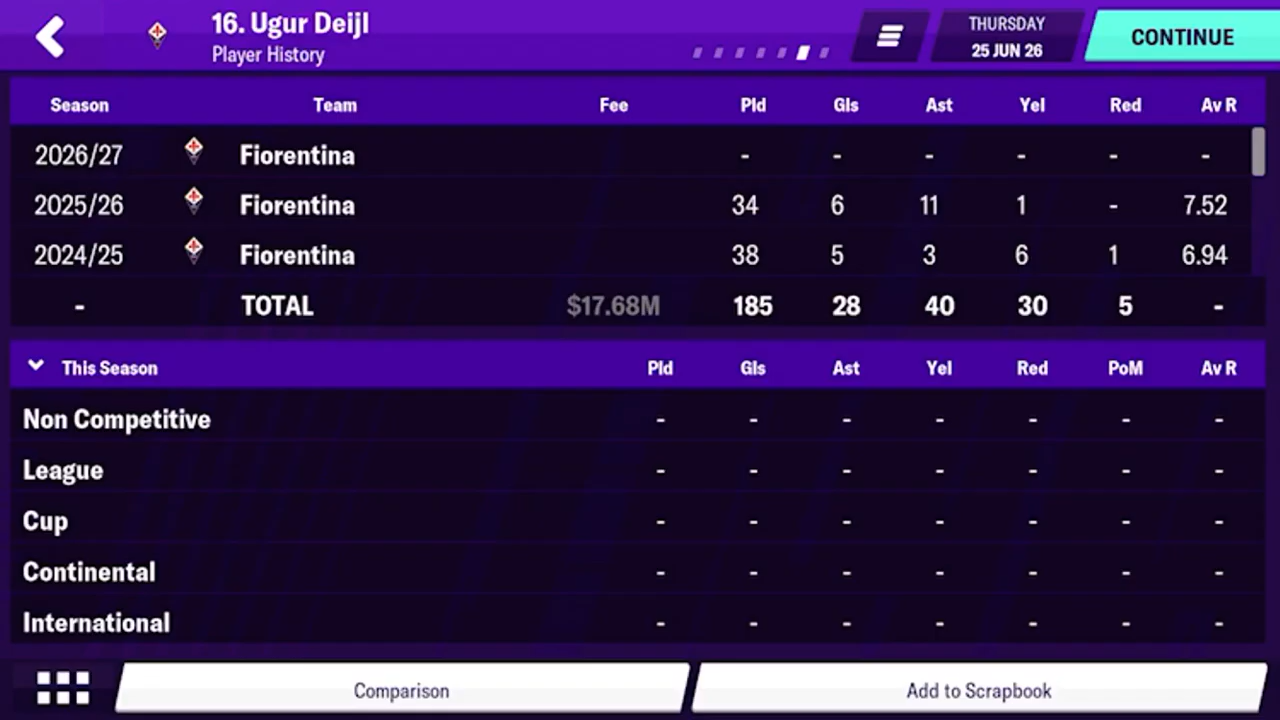 16. Ugur Deijl
Player History
THURSDAY
25 JUN 26
CONTINUE
Season Team Fee Pld Gls Ast Yel Red Av R
2026/27 Fiorentina - - - - - -
2025/26 Fiorentina 34 6 11 1 - 7.52
2024/25 Fiorentina 38 5 3 6 1 6.94
- TOTAL $17.68M 185 28 40 30 5 -
This Season Pld Gls Ast Yel Red PoM Av R
Non Competitive - - - - - - -
League - - - - - - -
Cup - - - - - - -
Continental - - - - - - -
International - - - - - - -
Comparison Add to Scrapbook